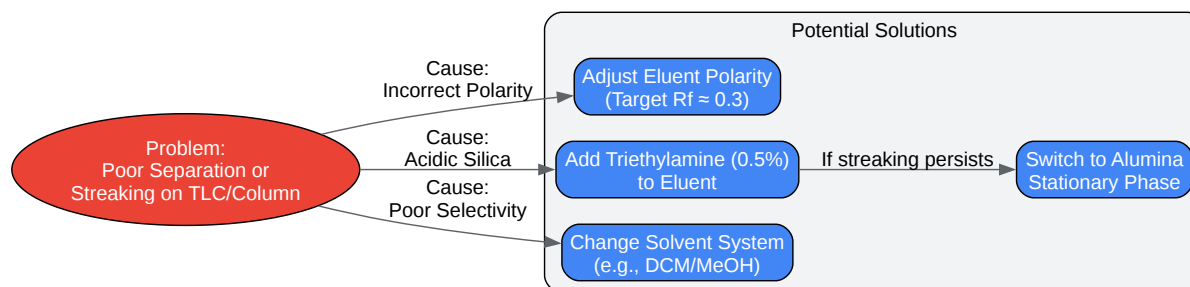 Potential Solutions
Problem:
Poor Separation or
Streaking on TLC/Column
Cause:
Incorrect Polarity
Adjust Eluent Polarity
(Target Rf ≈ 0.3)
Cause:
Acidic Silica
Add Triethylamine (0.5%)
to Eluent
If streaking persists
Switch to Alumina
Stationary Phase
Cause:
Poor Selectivity
Change Solvent System
(e.g., DCM/MeOH)